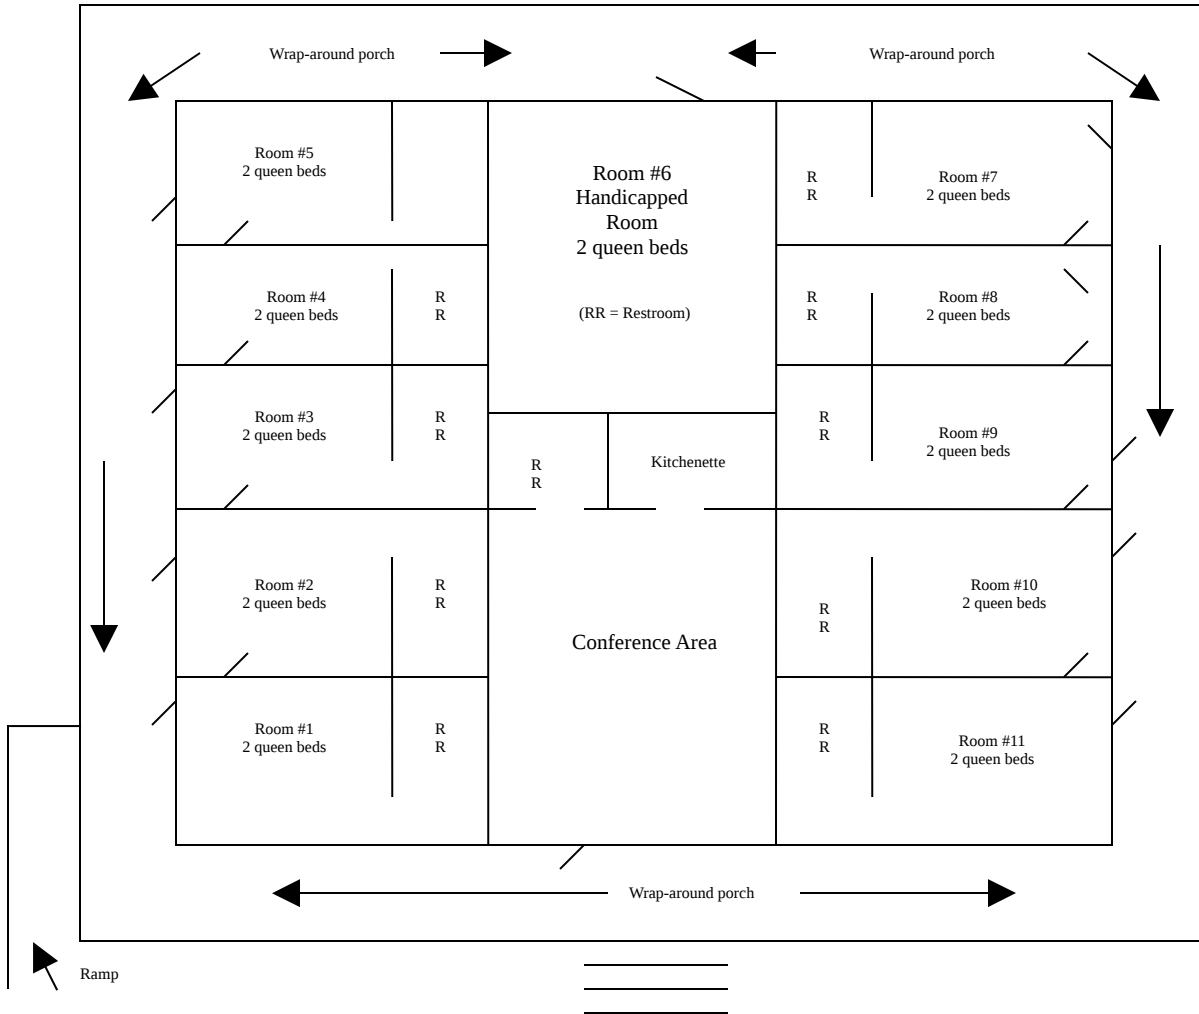 Wrap-around porch
Wrap-around porch
Room #5
2 queen beds
Room #6
Handicapped
Room
2 queen beds
(RR = Restroom)
R
R
Room #7
2 queen beds
Room #4
2 queen beds
R
R
R
R
Room #8
2 queen beds
Room #3
2 queen beds
R
R
R
R
Room #9
2 queen beds
R
R
Kitchenette
Room #2
2 queen beds
R
R
Conference Area
R
R
Room #10
2 queen beds
Room #1
2 queen beds
R
R
R
R
Room #11
2 queen beds
Wrap-around porch
Ramp